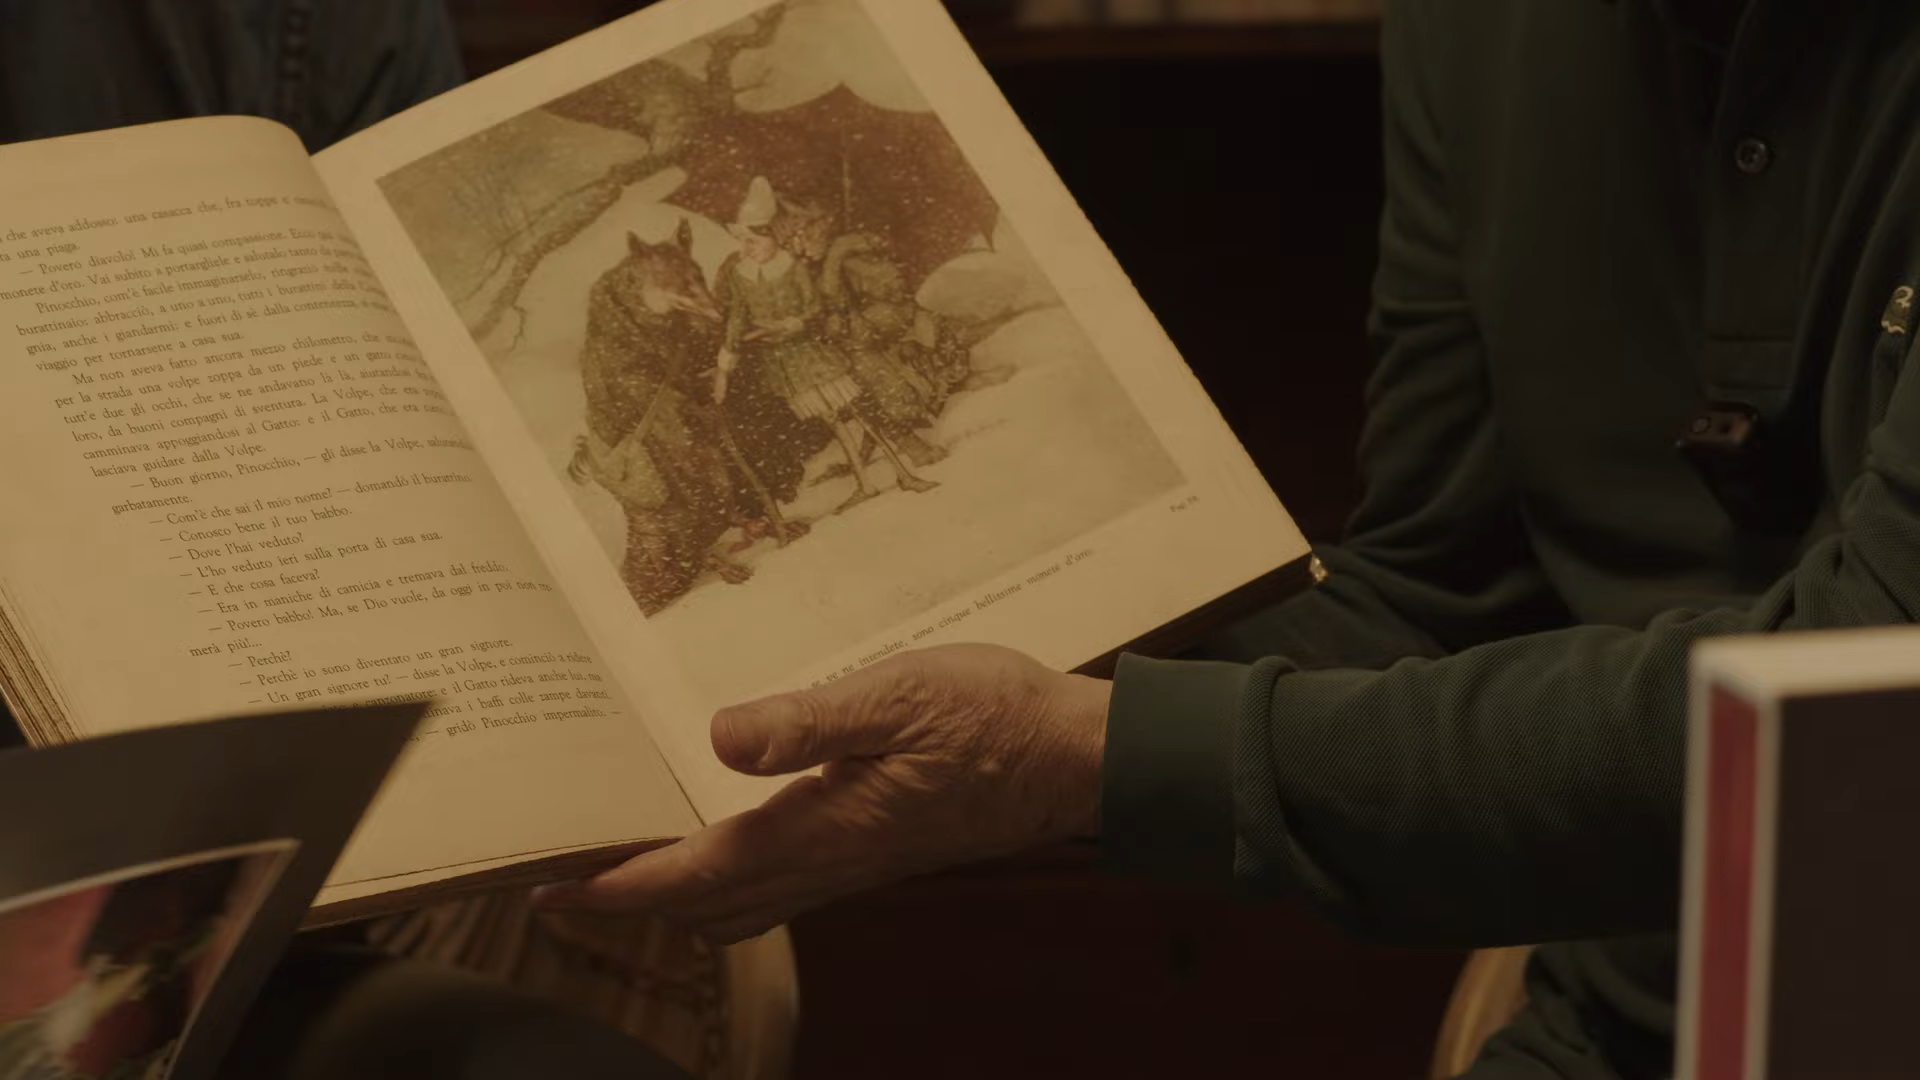 che aveva addosso: una casacca che, fra toppe e
una piaga.
— Povero diavolo! Mi fa quasi compassione. Ecco qui
monete d'oro. Vai subito a portargliele e salutalo tanto da
Pinocchio, com'è facile immaginarselo, ringraziò mille
burattinaio: abbracciò, a uno a uno, tutti i burattini della
gnia, anche i giandarmi: e fuori di sè dalla contentezza,
viaggio per tornarsene a casa sua.
Ma non aveva fatto ancora mezzo chilometro, che
per la strada una volpe zoppa da un piede e un gatto
tutt'e due gli occhi, che se ne andavano là là, aiutandosi
loro, da buoni compagni di sventura. La Volpe, che era
camminava appoggiandosi al Gatto: e il Gatto, che era
lasciava guidare dalla Volpe.
— Buon giorno, Pinocchio, — gli disse la Volpe,
garbatamente.
— Com'è che sai il mio nome? — domandò il burattino.
— Conosco bene il tuo babbo.
— Dove l'hai veduto?
— L'ho veduto ieri sulla porta di casa sua.
— E che cosa faceva?
— Era in maniche di camicia e tremava dal freddo.
— Povero babbo! Ma, se Dio vuole, da oggi in poi non
merà più!...
— Perchè?
— Perchè io sono diventato un gran signore.
— Un gran signore tu? — disse la Volpe, e cominciò a ridere
e canzonatore: e il Gatto rideva anche lui, ma
i baffi colle zampe davanti.
— gridò Pinocchio impermalito. —
ve ne intendete, sono cinque bellissime monete d'oro.